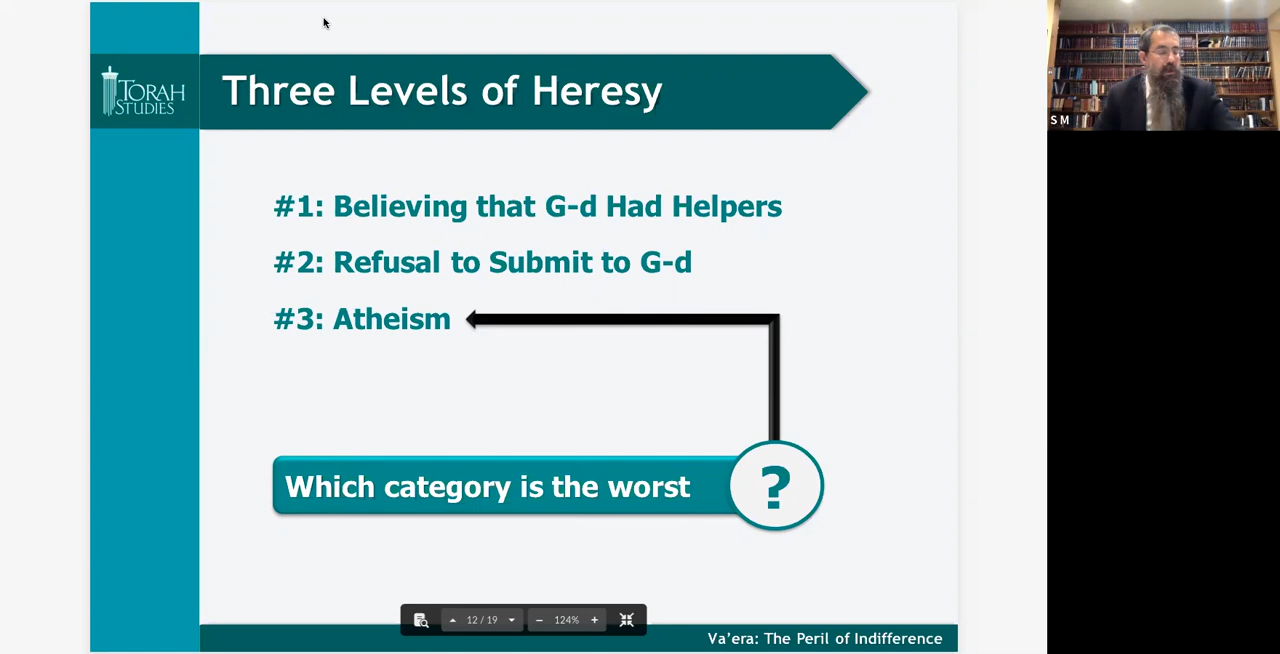 TORAH
STUDIES
Three Levels of Heresy
#1: Believing that G-d Had Helpers
#2: Refusal to Submit to G-d
#3: Atheism
Which category is the worst ?
12 / 19
124%
Va'era: The Peril of Indifference
S M